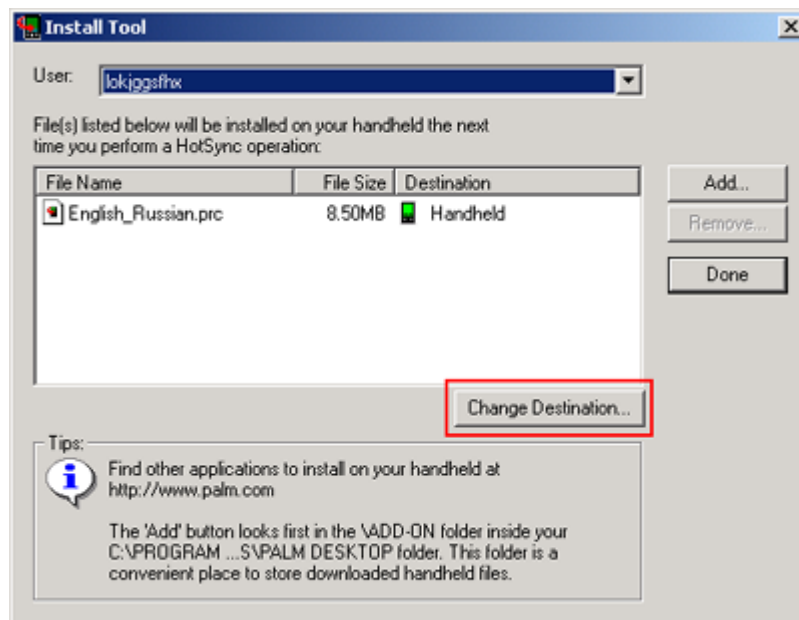 Install Tool
User:
lokjggsfhx
File(s) listed below will be installed on your handheld the next
time you perform a HotSync operation:
File Name File Size Destination
English_Russian.prc 8.50MB Handheld
Add...
Remove...
Done
Change Destination...
Tips:
Find other applications to install on your handheld at
http://www.palm.com
The 'Add' button looks first in the \ADD-ON folder inside your
C:\PROGRAM ...S\PALM DESKTOP folder. This folder is a
convenient place to store downloaded handheld files.